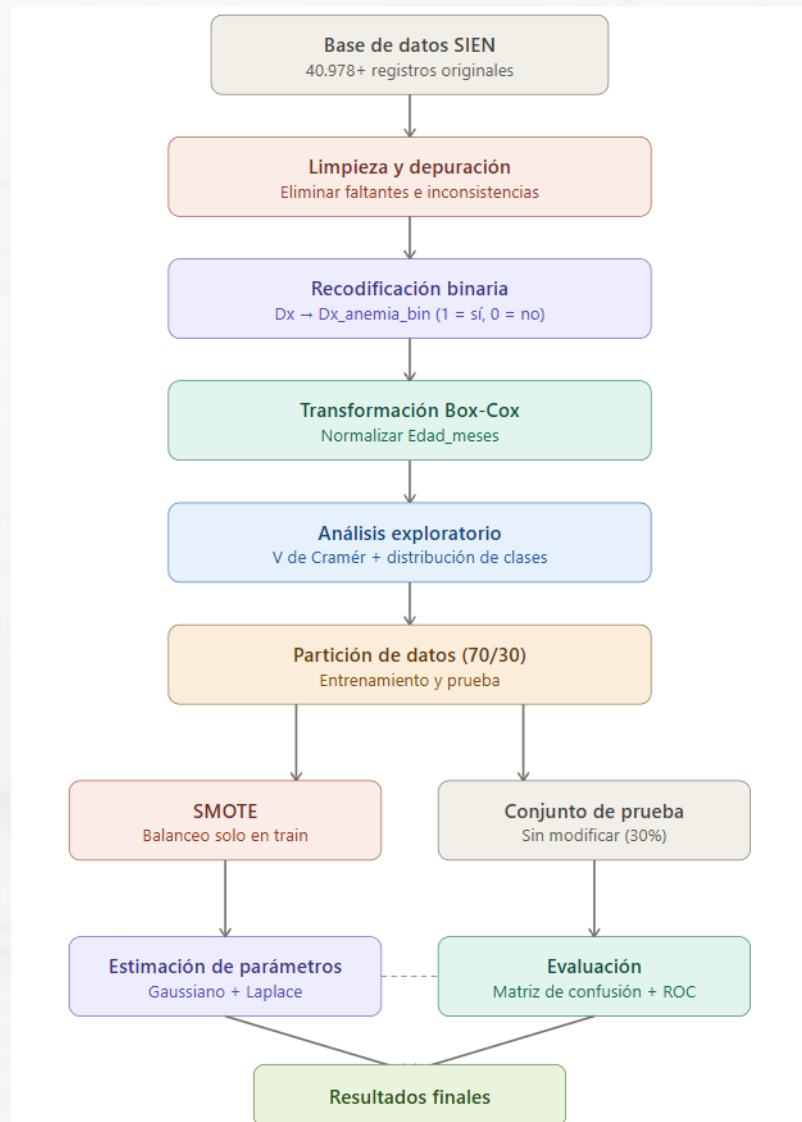 Base de datos SIEN
40.978+ registros originales
Limpieza y depuración
Eliminar faltantes e inconsistencias
Recodificación binaria
Dx → Dx_anemia_bin (1 = sí, 0 = no)
Transformación Box-Cox
Normalizar Edad_meses
Análisis exploratorio
V de Cramér + distribución de clases
Partición de datos (70/30)
Entrenamiento y prueba
SMOTE
Balanceo solo en train
Conjunto de prueba
Sin modificar (30%)
Estimación de parámetros
Gaussiano + Laplace
Evaluación
Matriz de confusión + ROC
Resultados finales